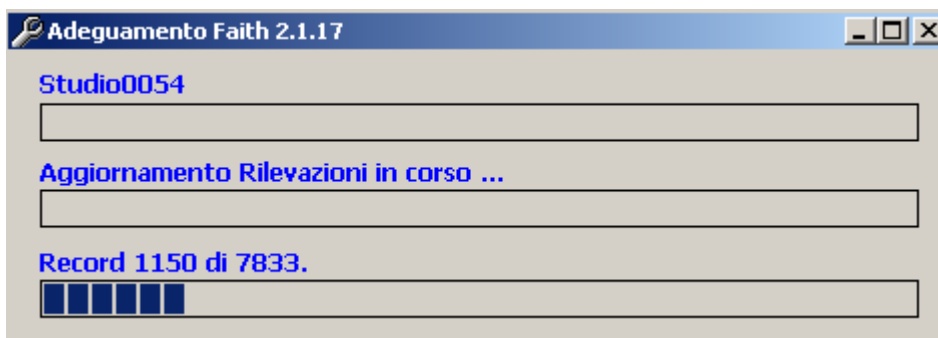 Adeguamento Faith 2.1.17
Studio0054
Aggiornamento Rilevazioni in corso ...
Record 1150 di 7833.